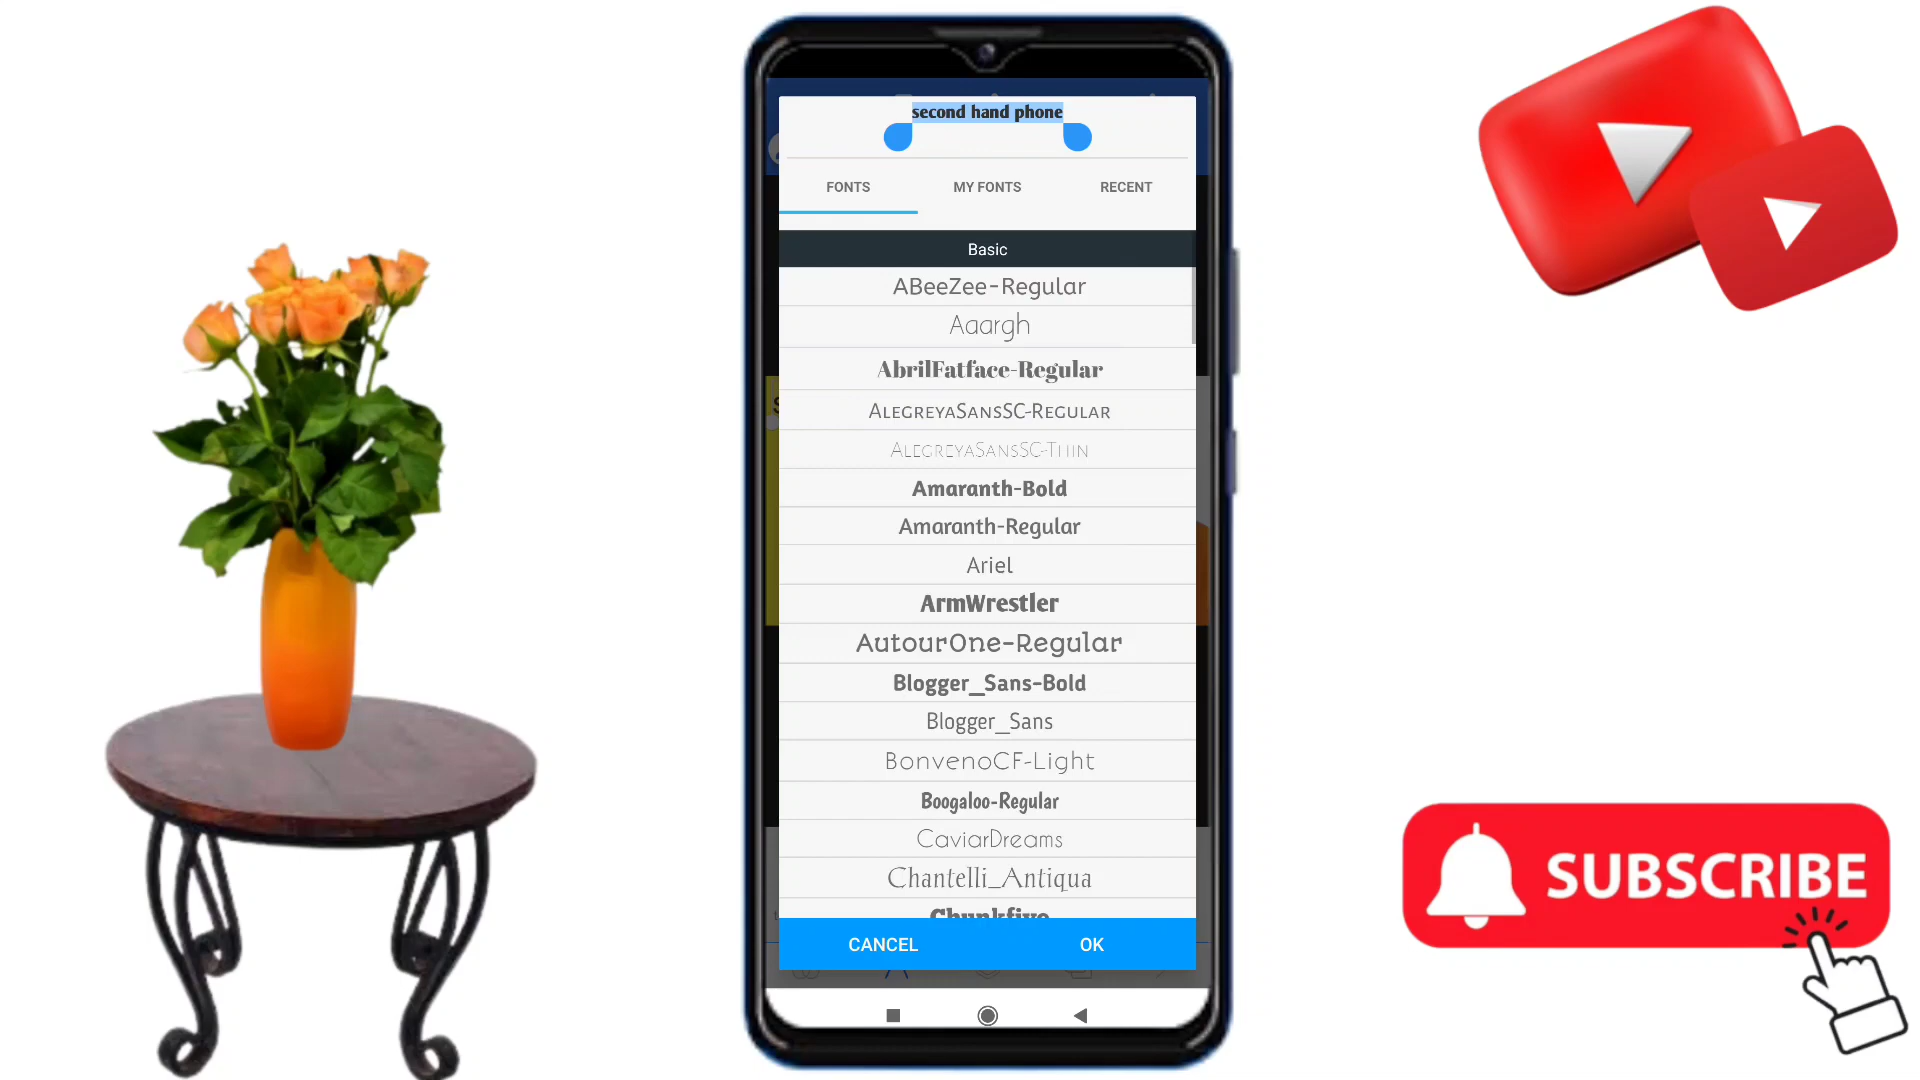 second hand phone
FONTS MY FONTS RECENT
Basic
ABeeZee-Regular
Aaargh
AbrilFatface-Regular
AlegreyaSansSC-Regular
AlegreyaSansSC-Thin
Amaranth-Bold
Amaranth-Regular
Ariel
ArmWrestler
AutourOne-Regular
Blogger_Sans-Bold
Blogger_Sans
BonvenoCF-Light
Boogaloo-Regular
CaviarDreams
Chantelli_Antiqua
Chunkfive
CANCEL OK
SUBSCRIBE